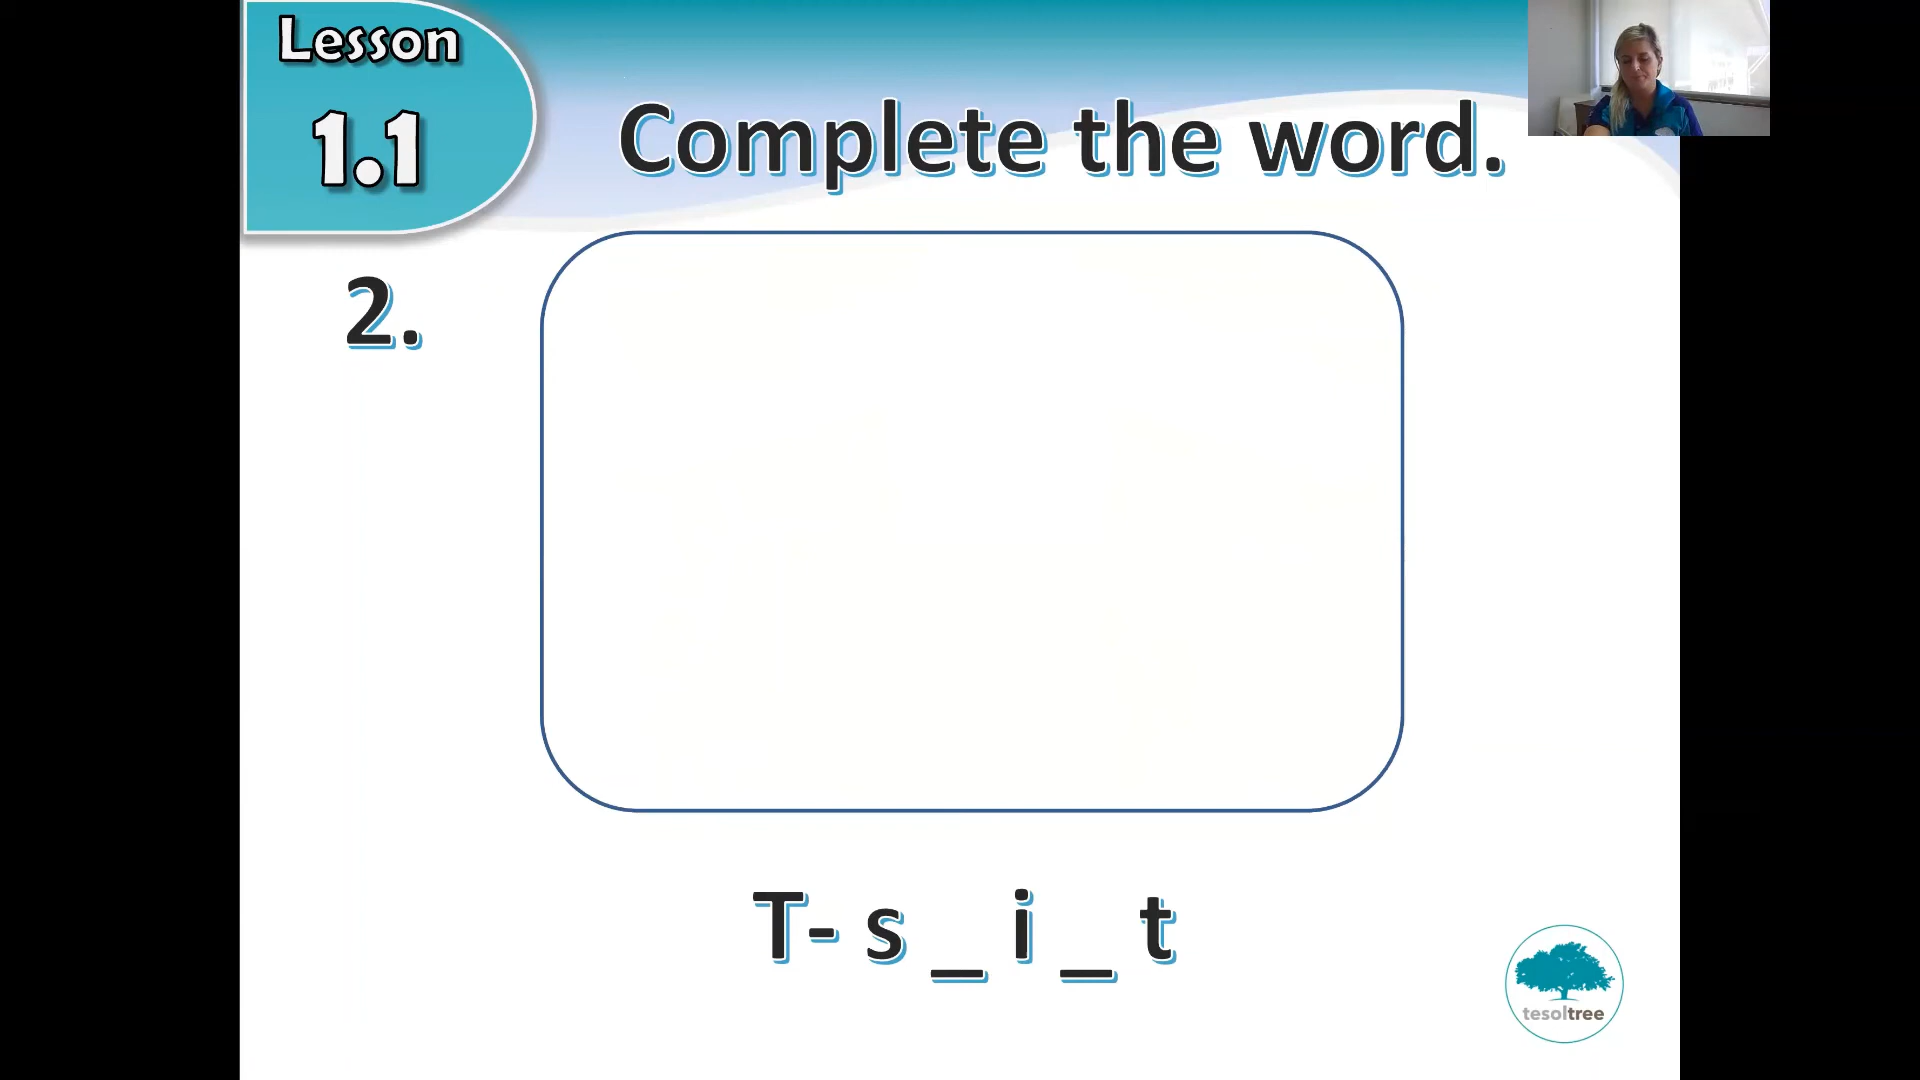 Lesson
1.1
Complete the word.
2.
T- s _ i _ t
tesoltree